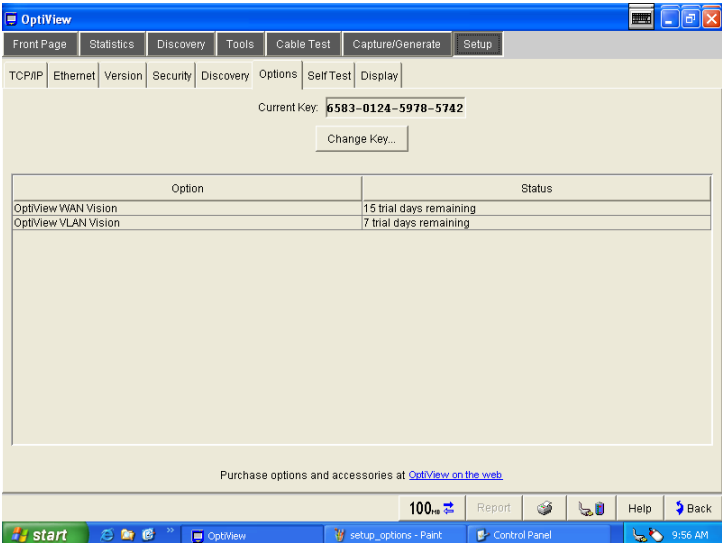 OptiView
Front Page Statistics Discovery Tools Cable Test Capture/Generate Setup
TCP/IP Ethernet Version Security Discovery Options Self Test Display
Current Key: 6583-0124-5978-5742
Change Key...
Option Status
OptiView WAN Vision 15 trial days remaining
OptiView VLAN Vision 7 trial days remaining
Purchase options and accessories at OptiView on the web
100 MB Report Help Back
start OptiView setup_options - Paint Control Panel 9:56 AM